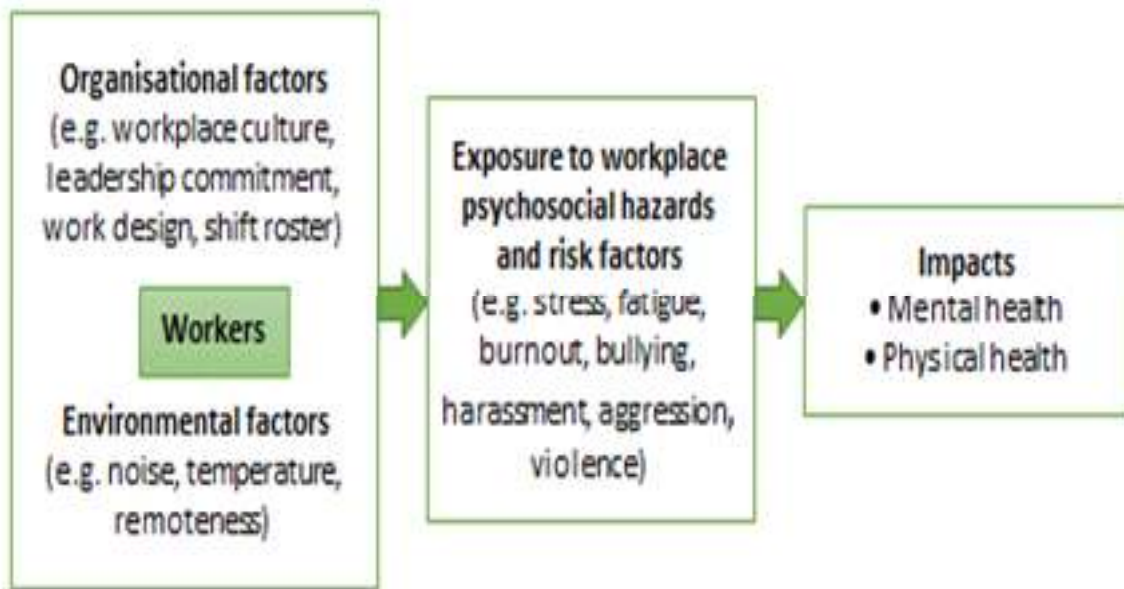 Organisational factors
(e.g. workplace culture,
leadership commitment,
work design, shift roster)
Workers
Environmental factors
(e.g. noise, temperature,
remoteness)
Exposure to workplace
psychosocial hazards
and risk factors
(e.g. stress, fatigue,
burnout, bullying,
harassment, aggression,
violence)
Impacts
• Mental health
• Physical health